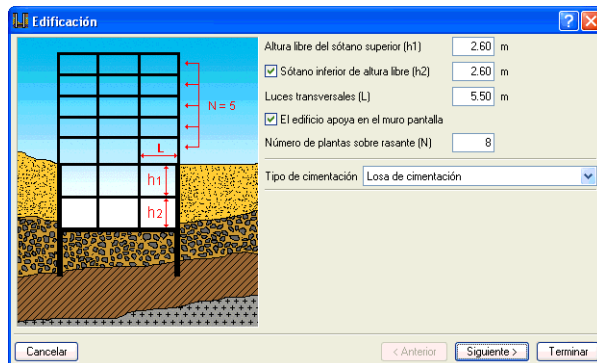 Edificación
Altura libre del sótano superior (h1) 2.60 m
Sótano inferior de altura libre (h2) 2.60 m
Luces transversales (L) 5.50 m
El edificio apoya en el muro pantalla
Número de plantas sobre rasante (N) 8
Tipo de cimentación Losa de cimentación
N = 5
L
h1
h2
Cancelar < Anterior Siguiente > Terminar